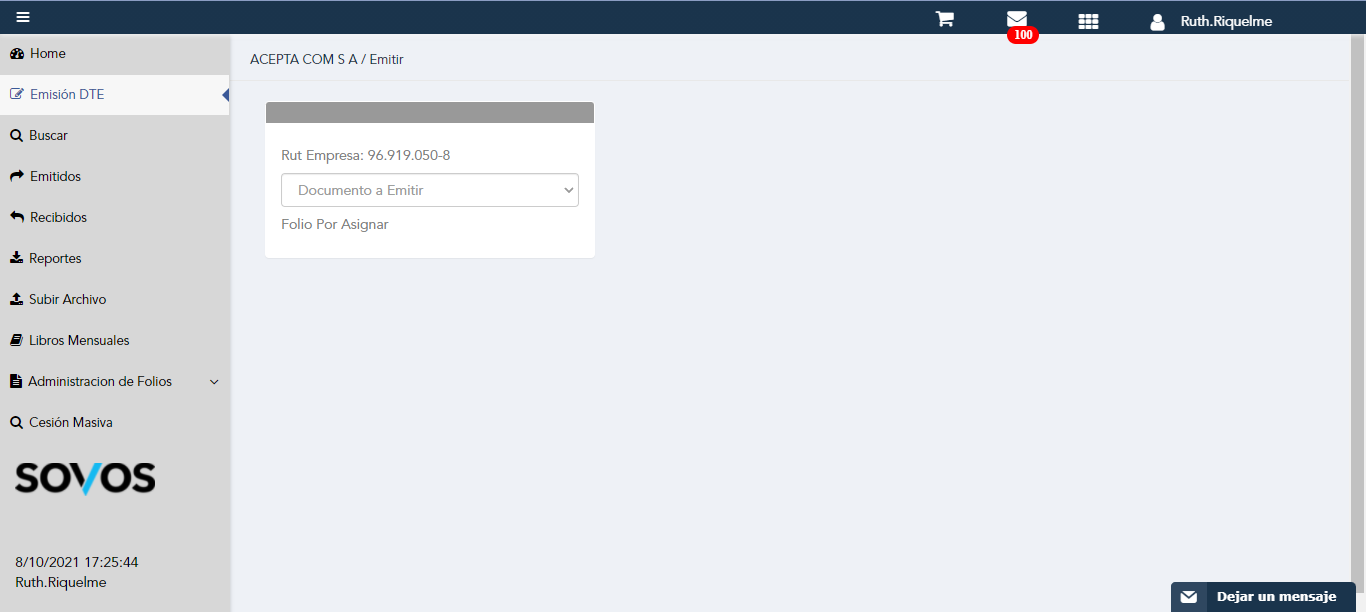 100
Ruth.Riquelme
Home
Emisión DTE
Buscar
Emitidos
Recibidos
Reportes
Subir Archivo
Libros Mensuales
Administracion de Folios
Cesión Masiva
SOVOS
8/10/2021 17:25:44
Ruth.Riquelme
ACEPTA COM S A / Emitir
Rut Empresa: 96.919.050-8
Documento a Emitir
Folio Por Asignar
Dejar un mensaje